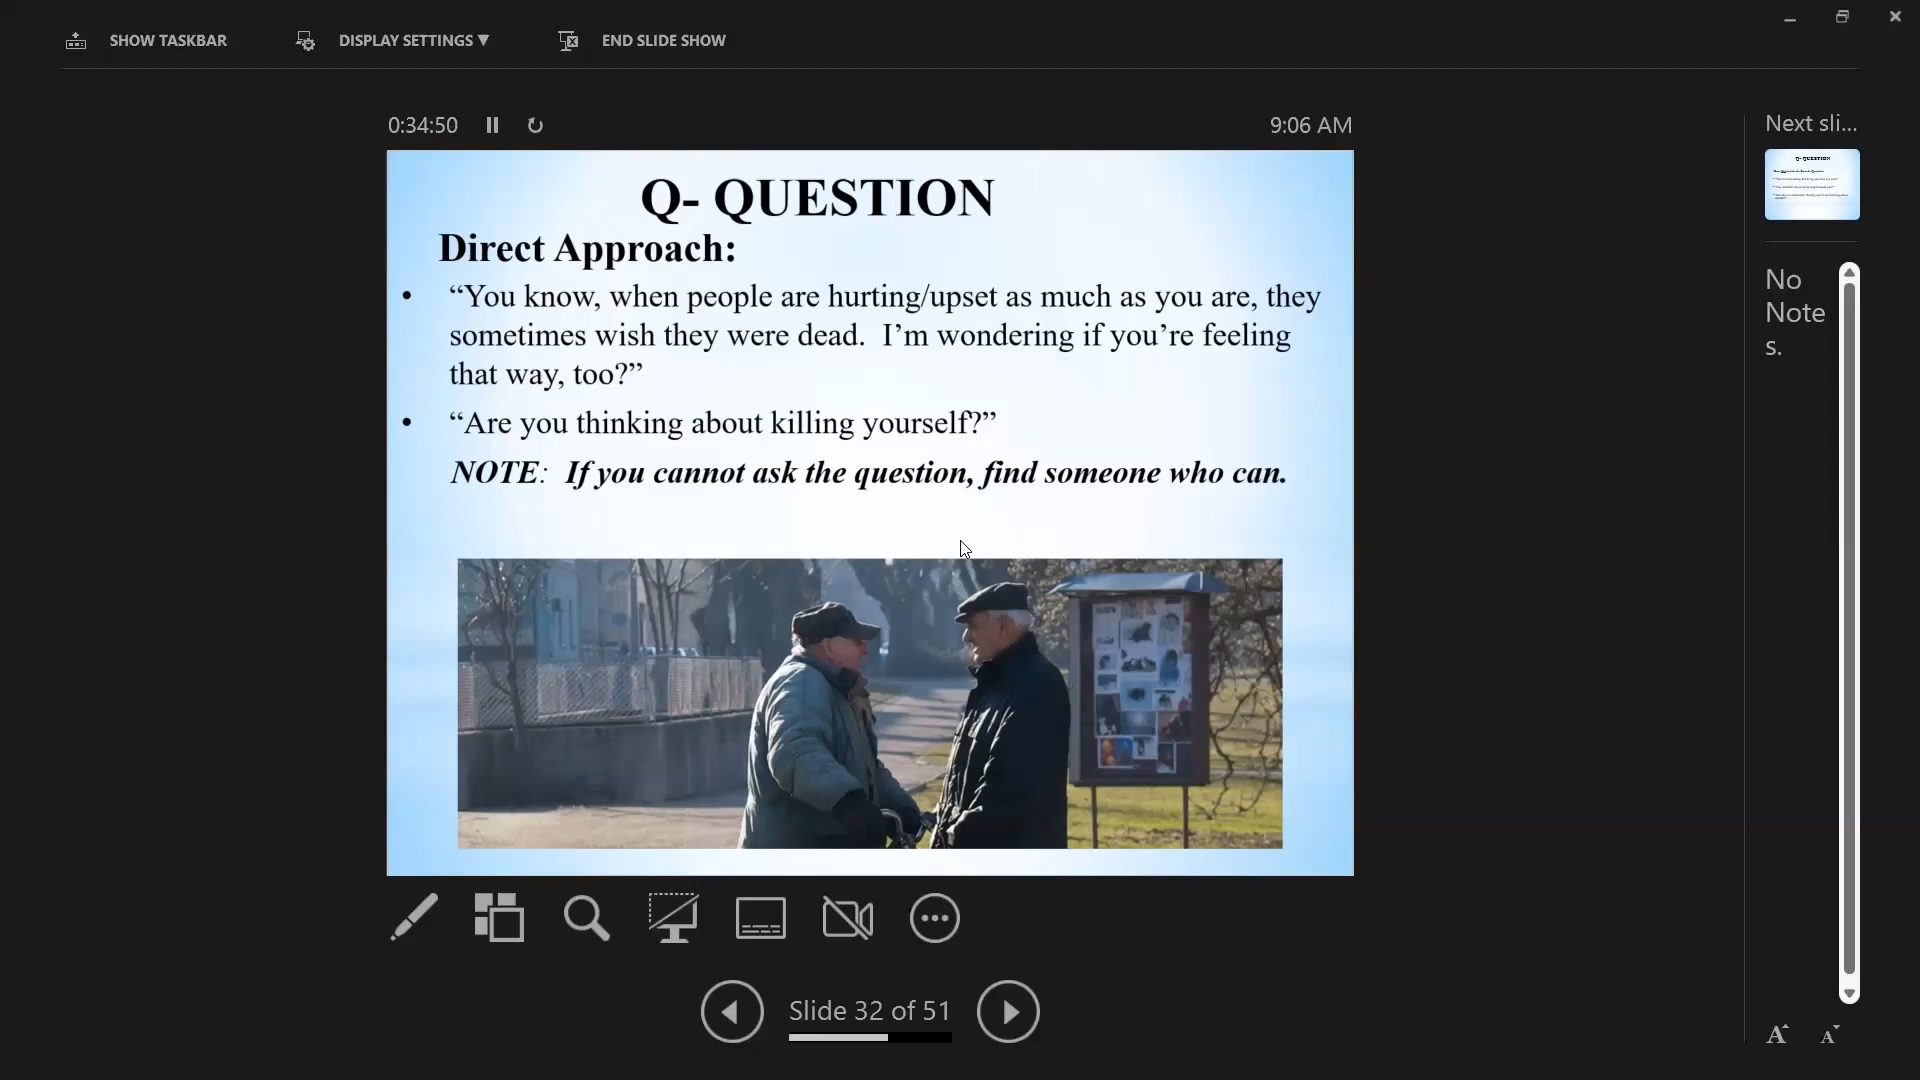 SHOW TASKBAR
DISPLAY SETTINGS ▼
END SLIDE SHOW
0:34:50
9:06 AM
Q- QUESTION
Direct Approach:
• “You know, when people are hurting/upset as much as you are, they
sometimes wish they were dead.  I’m wondering if you’re feeling
that way, too?”
• “Are you thinking about killing yourself?”
NOTE:  If you cannot ask the question, find someone who can.
Slide 32 of 51
Next sli...
Q- QUESTION
No
Note
s.
A
A